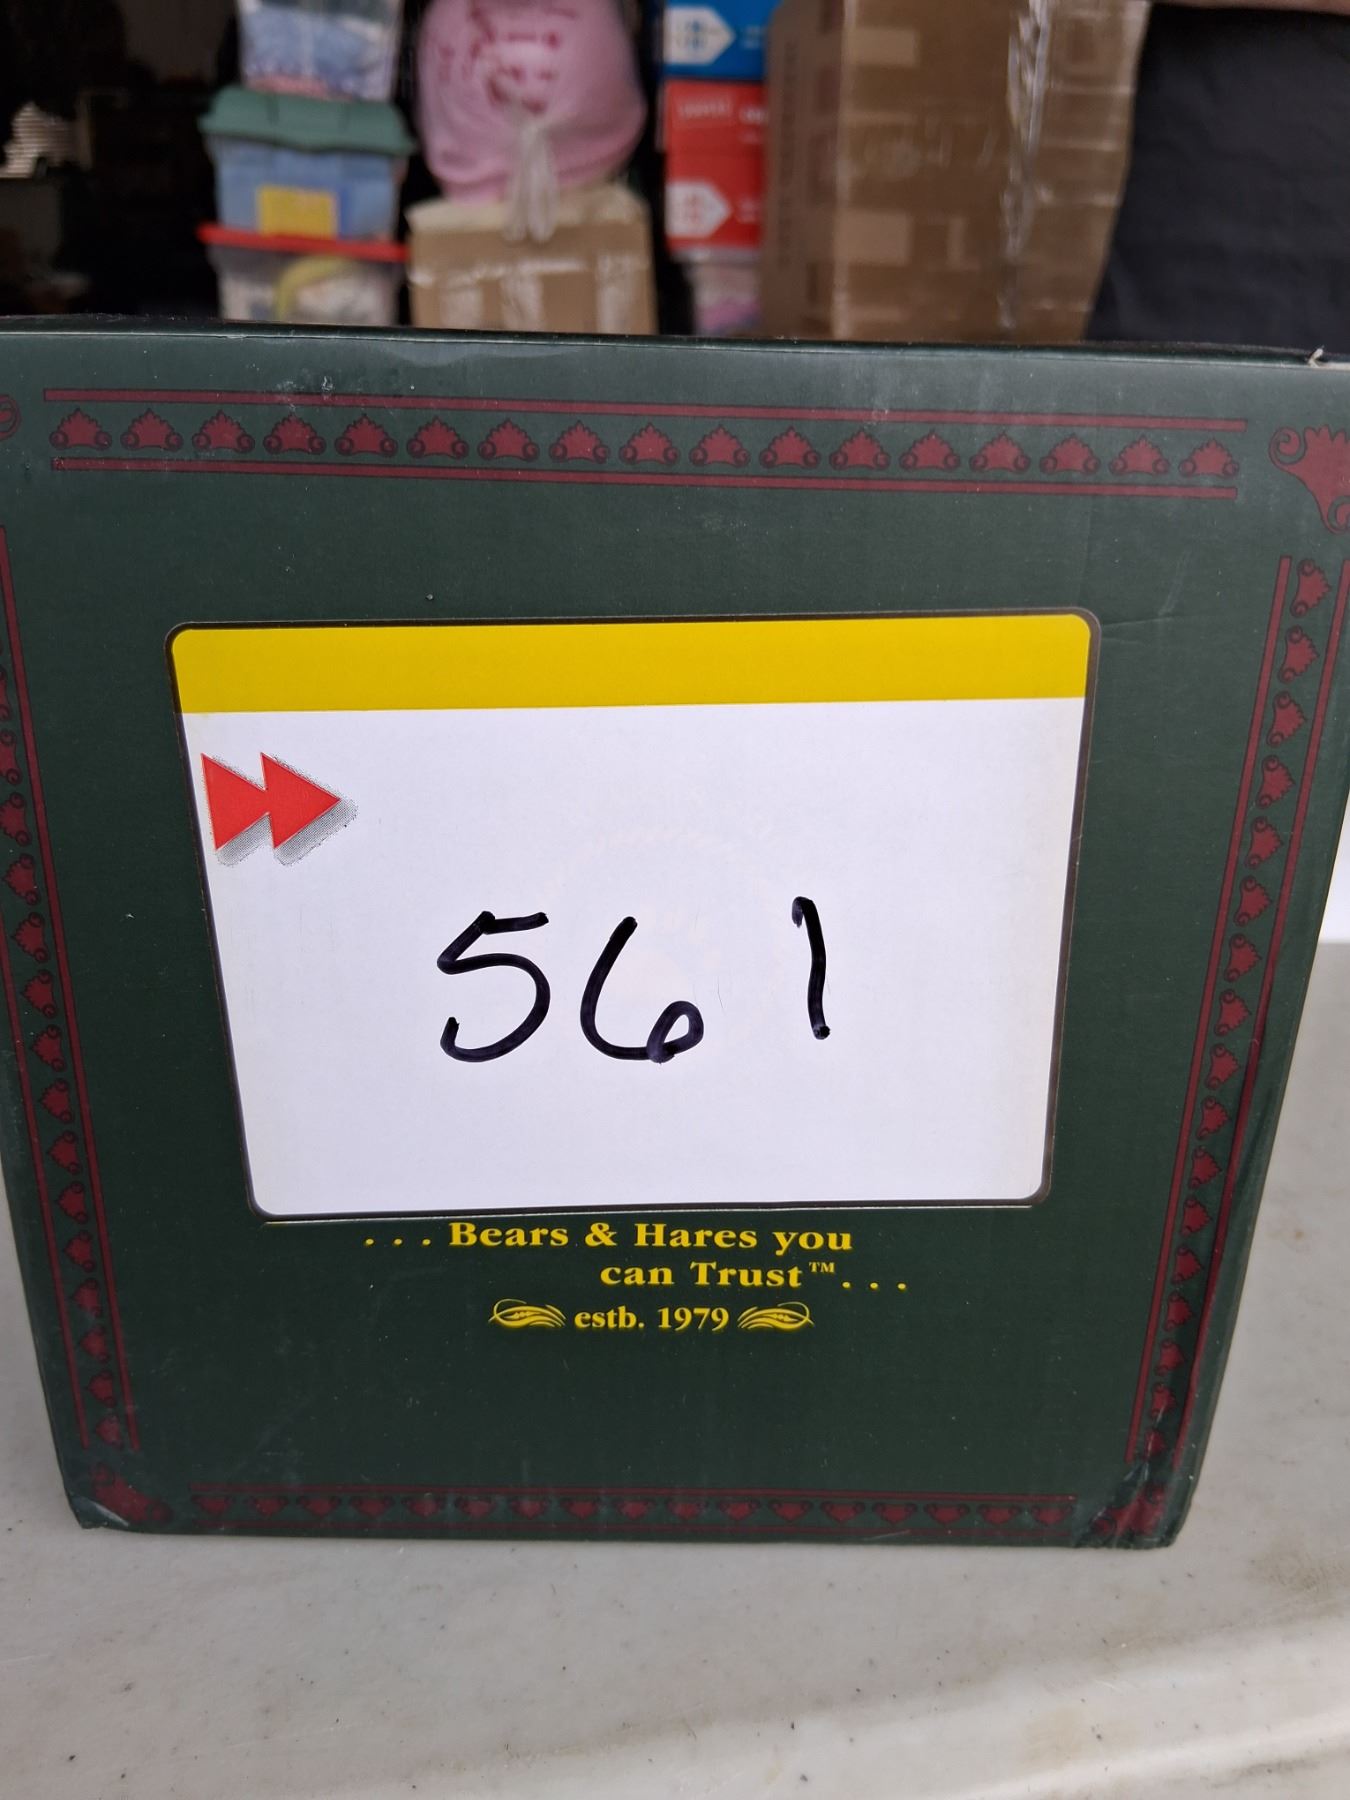 561
. . . Bears & Hares you
can Trust™. . .
estb. 1979